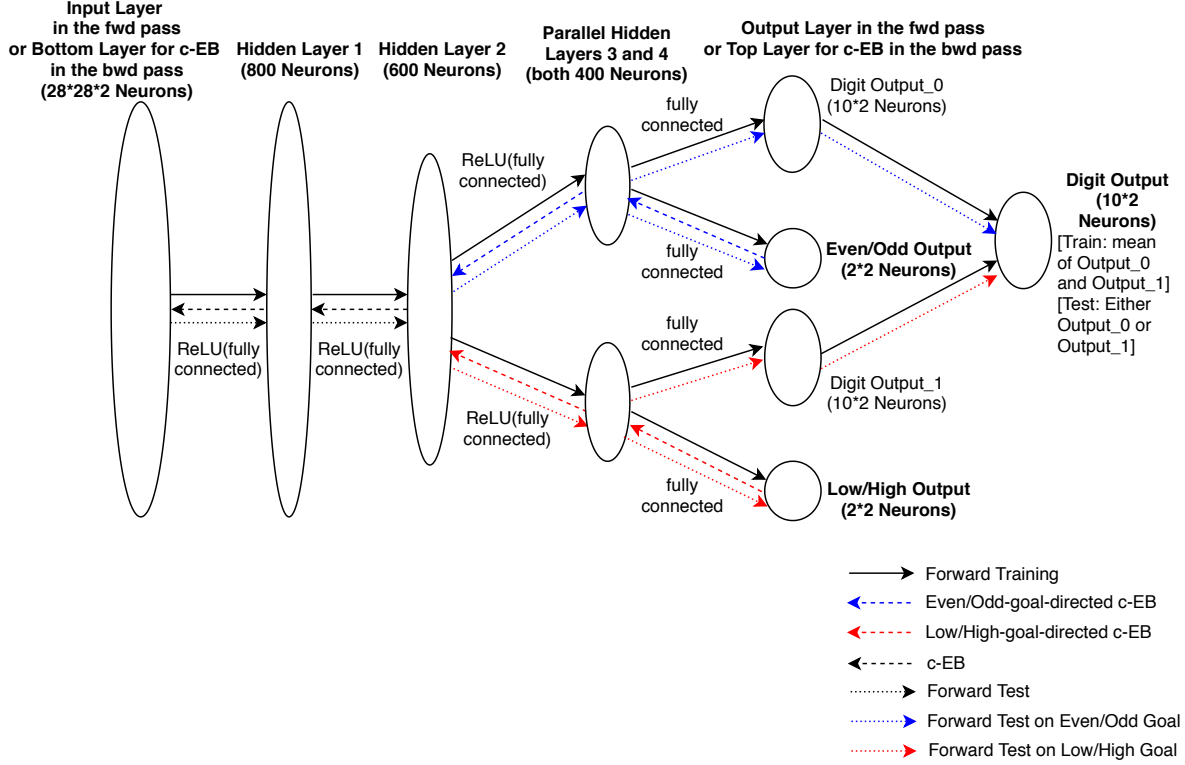 Input Layer
in the fwd pass
or Bottom Layer for c-EB
in the bwd pass
(28*28*2 Neurons)
Hidden Layer 1
(800 Neurons)
Hidden Layer 2
(600 Neurons)
Parallel Hidden
Layers 3 and 4
(both 400 Neurons)
Output Layer in the fwd pass
or Top Layer for c-EB in the bwd pass
ReLU(fully
connected)
ReLU(fully
connected)
ReLU(fully
connected)
ReLU(fully
connected)
fully
connected
fully
connected
fully
connected
fully
connected
Digit Output_0
(10*2 Neurons)
Even/Odd Output
(2*2 Neurons)
Digit Output_1
(10*2 Neurons)
Low/High Output
(2*2 Neurons)
Digit Output
(10*2
Neurons)
[Train: mean
of Output_0
and Output_1]
[Test: Either
Output_0 or
Output_1]
Forward Training
Even/Odd-goal-directed c-EB
Low/High-goal-directed c-EB
c-EB
Forward Test
Forward Test on Even/Odd Goal
Forward Test on Low/High Goal